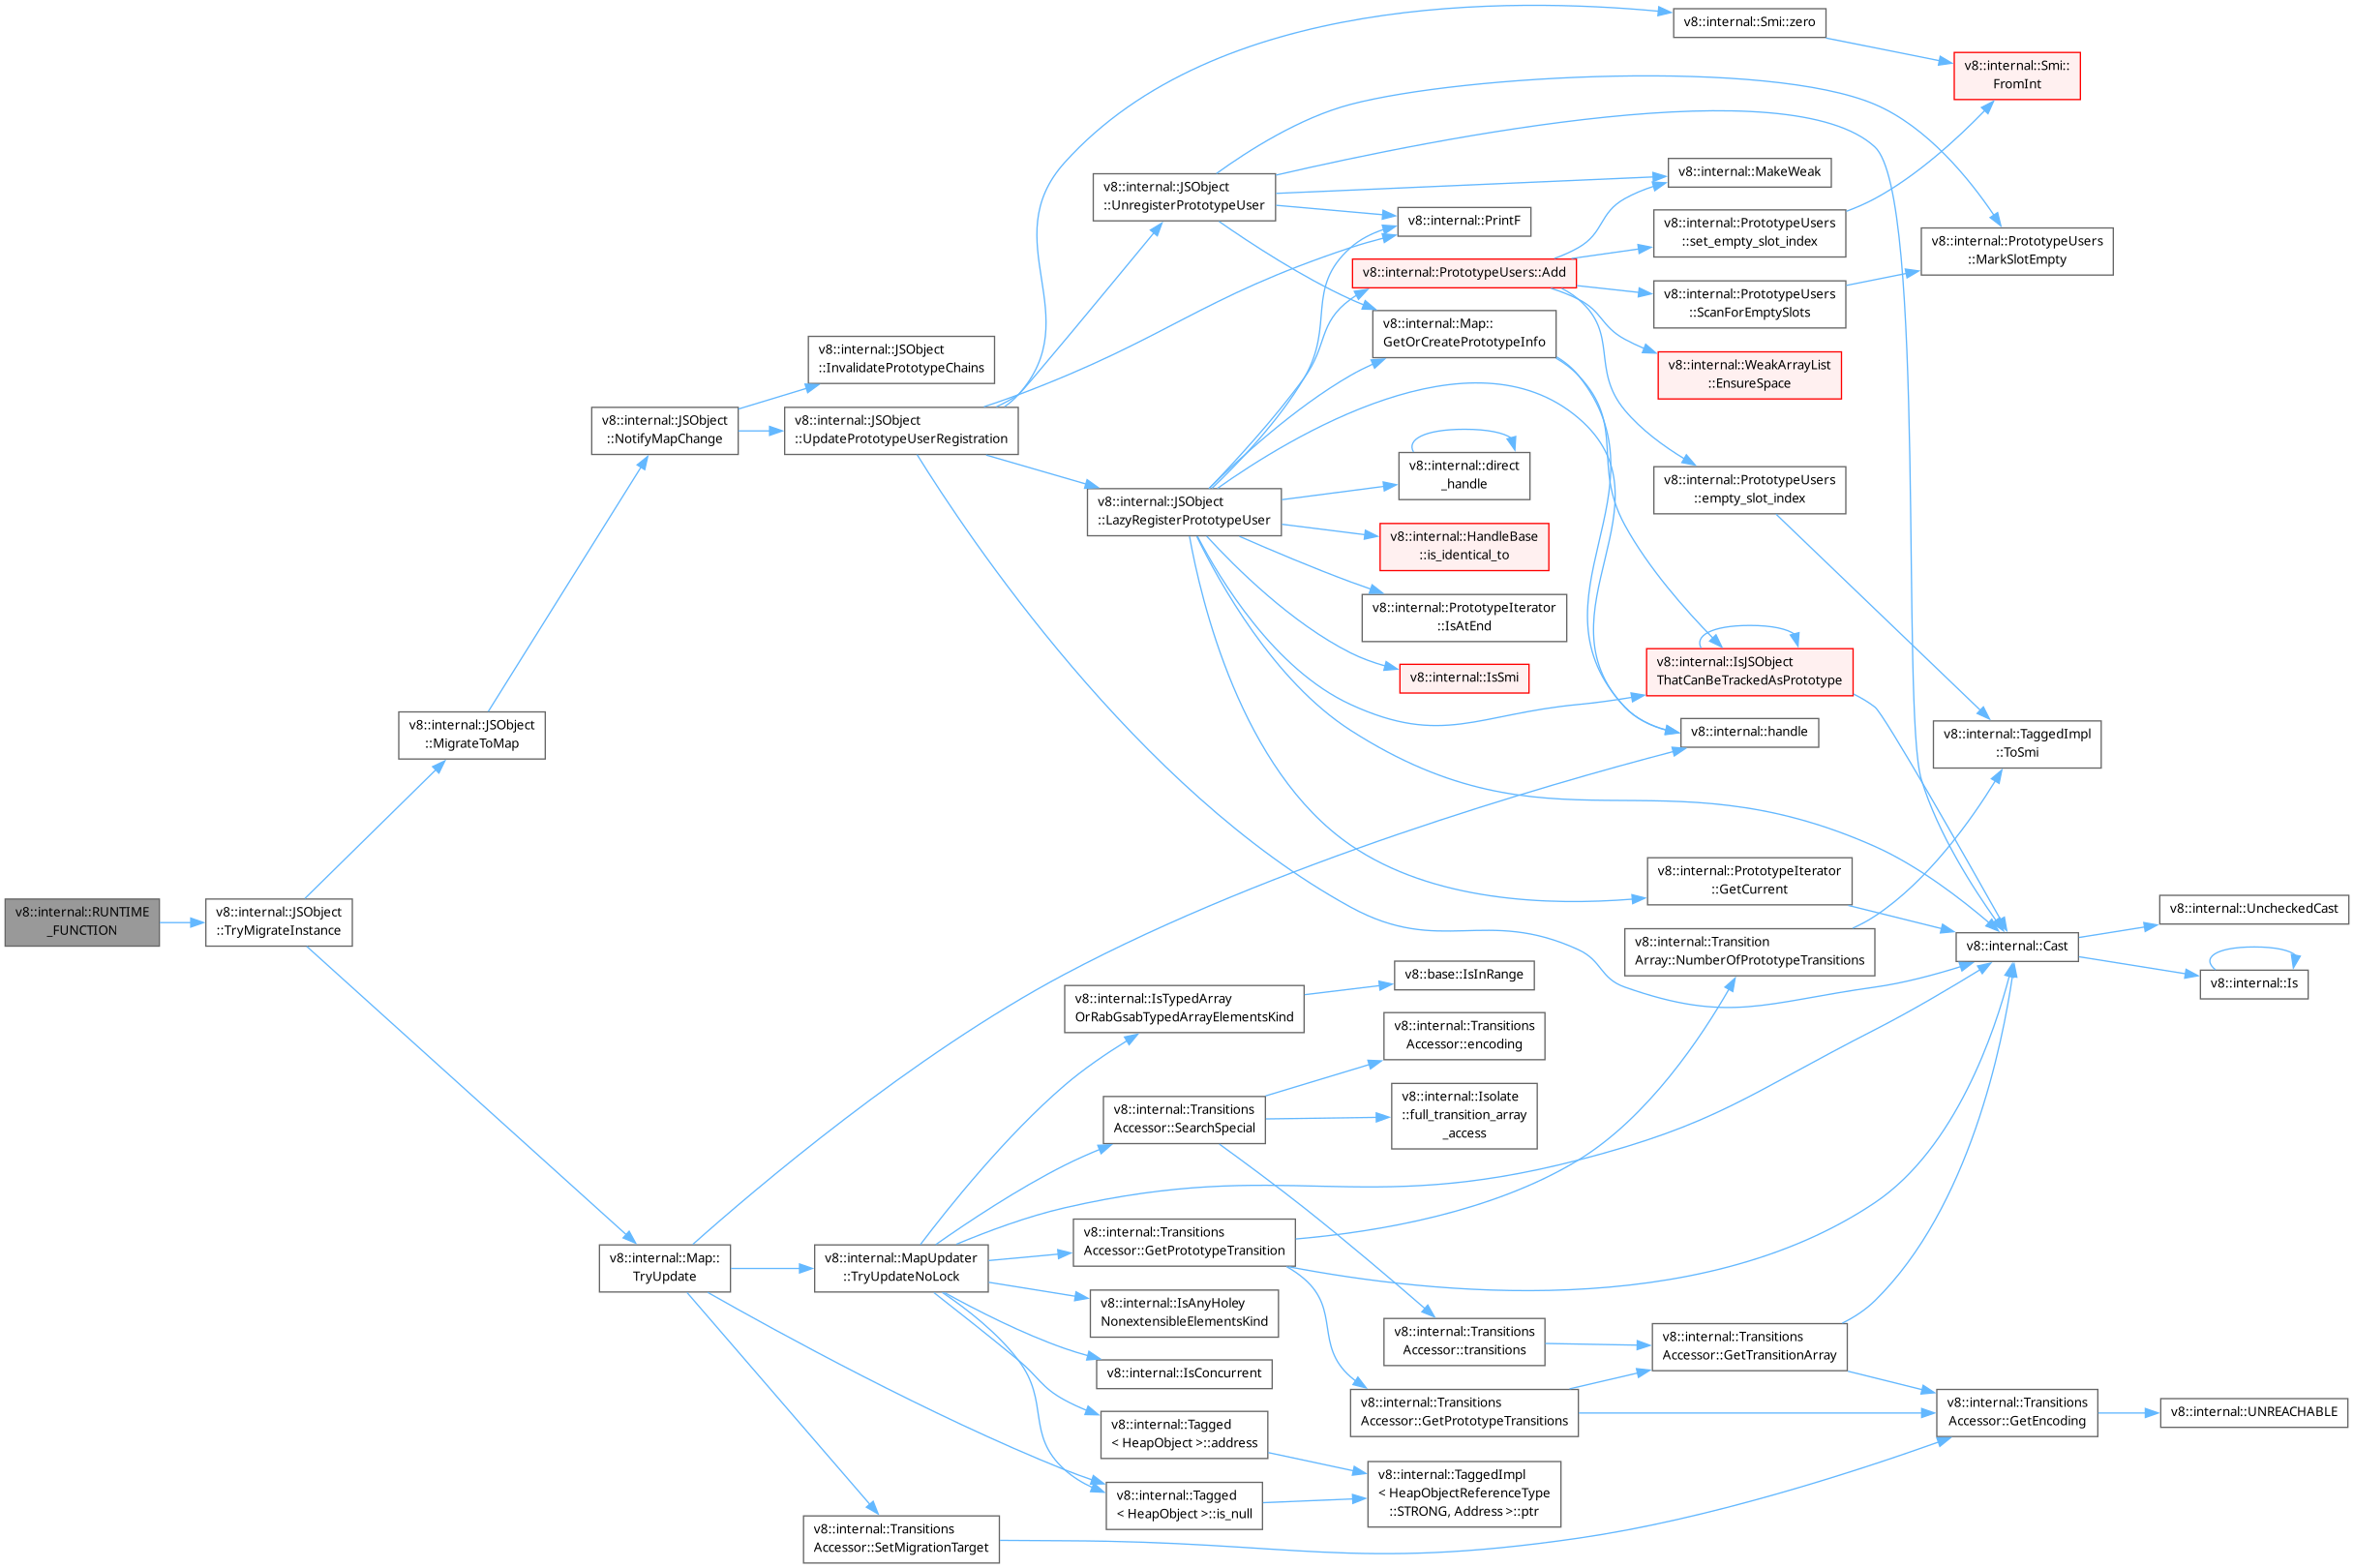 v8::internal::RUNTIME
_FUNCTION
v8::internal::JSObject
::TryMigrateInstance
v8::internal::JSObject
::MigrateToMap
v8::internal::JSObject
::NotifyMapChange
v8::internal::JSObject
::InvalidatePrototypeChains
v8::internal::JSObject
::UpdatePrototypeUserRegistration
v8::internal::JSObject
::UnregisterPrototypeUser
v8::internal::JSObject
::LazyRegisterPrototypeUser
v8::internal::Smi::zero
v8::internal::Smi::
FromInt
v8::internal::MakeWeak
v8::internal::PrintF
v8::internal::PrototypeUsers
::set_empty_slot_index
v8::internal::PrototypeUsers
::MarkSlotEmpty
v8::internal::PrototypeUsers::Add
v8::internal::PrototypeUsers
::ScanForEmptySlots
v8::internal::Map::
GetOrCreatePrototypeInfo
v8::internal::WeakArrayList
::EnsureSpace
v8::internal::direct
_handle
v8::internal::PrototypeUsers
::empty_slot_index
v8::internal::HandleBase
::is_identical_to
v8::internal::PrototypeIterator
::IsAtEnd
v8::internal::IsSmi
v8::internal::IsJSObject
ThatCanBeTrackedAsPrototype
v8::internal::handle
v8::internal::TaggedImpl
::ToSmi
v8::internal::PrototypeIterator
::GetCurrent
v8::internal::Transition
Array::NumberOfPrototypeTransitions
v8::internal::Cast
v8::internal::UncheckedCast
v8::internal::Is
v8::internal::Map::
TryUpdate
v8::internal::MapUpdater
::TryUpdateNoLock
v8::internal::IsTypedArray
OrRabGsabTypedArrayElementsKind
v8::base::IsInRange
v8::internal::Transitions
Accessor::SearchSpecial
v8::internal::Transitions
Accessor::encoding
v8::internal::Isolate
::full_transition_array
_access
v8::internal::Transitions
Accessor::GetPrototypeTransition
v8::internal::IsAnyHoley
NonextensibleElementsKind
v8::internal::IsConcurrent
v8::internal::Transitions
Accessor::transitions
v8::internal::Transitions
Accessor::GetPrototypeTransitions
v8::internal::Transitions
Accessor::GetTransitionArray
v8::internal::Transitions
Accessor::GetEncoding
v8::internal::UNREACHABLE
v8::internal::Tagged
< HeapObject >::address
v8::internal::Tagged
< HeapObject >::is_null
v8::internal::TaggedImpl
< HeapObjectReferenceType
::STRONG, Address >::ptr
v8::internal::Transitions
Accessor::SetMigrationTarget